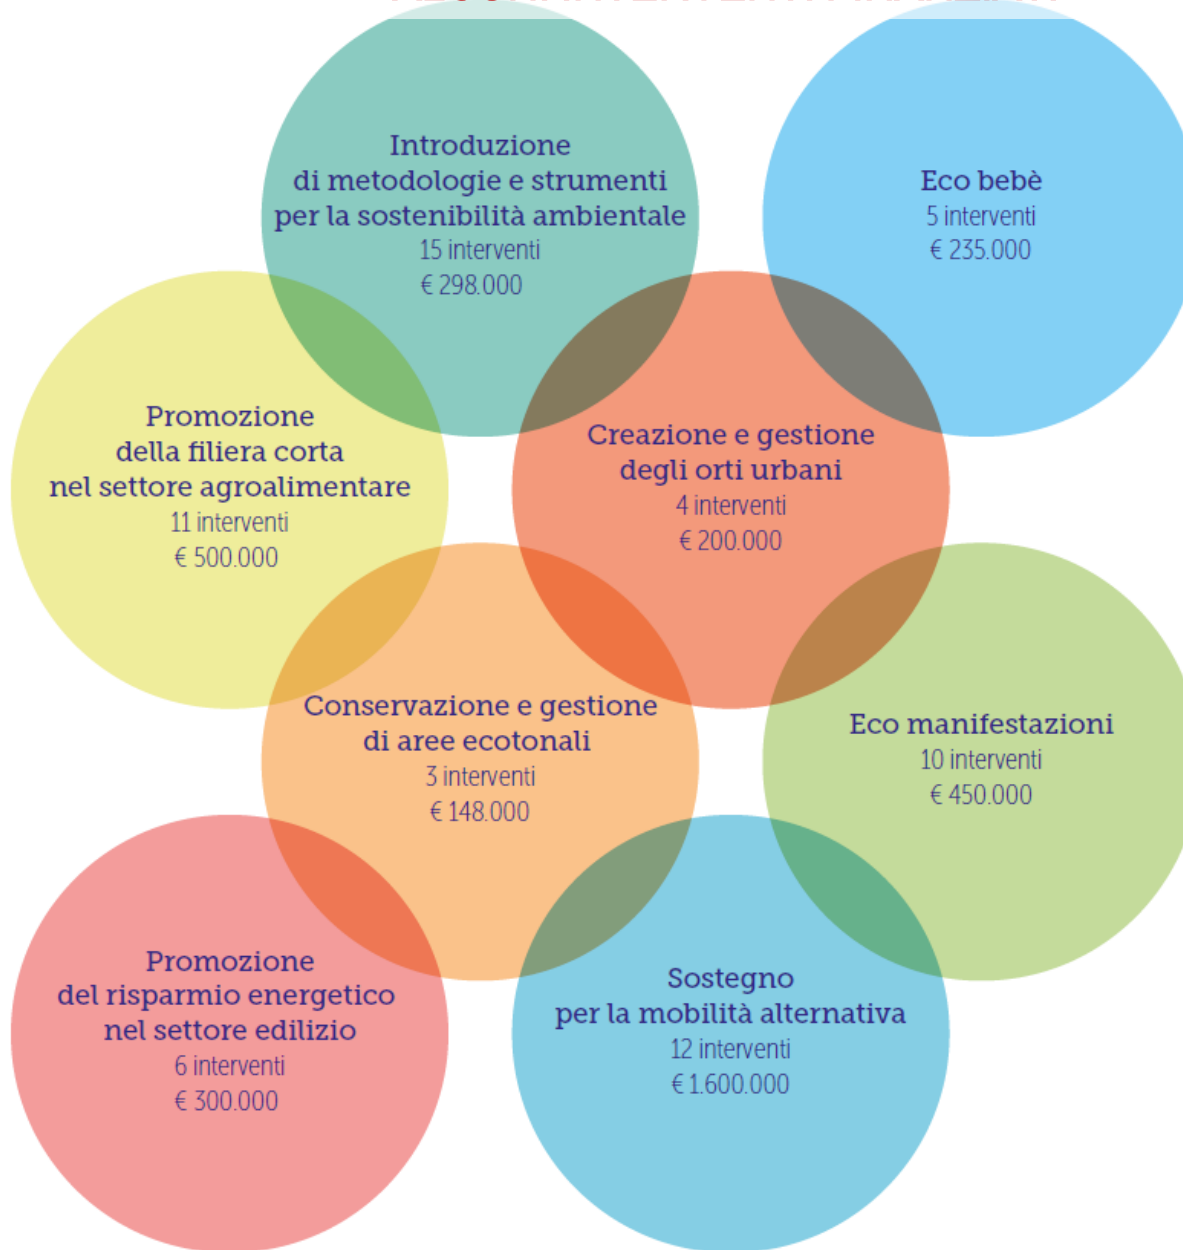 Introduzione
di metodologie e strumenti
per la sostenibilità ambientale
15 interventi
€ 298.000
Eco bebè
5 interventi
€ 235.000
Promozione
della filiera corta
nel settore agroalimentare
11 interventi
€ 500.000
Creazione e gestione
degli orti urbani
4 interventi
€ 200.000
Conservazione e gestione
di aree ecotonali
3 interventi
€ 148.000
Eco manifestazioni
10 interventi
€ 450.000
Promozione
del risparmio energetico
nel settore edilizio
6 interventi
€ 300.000
Sostegno
per la mobilità alternativa
12 interventi
€ 1.600.000